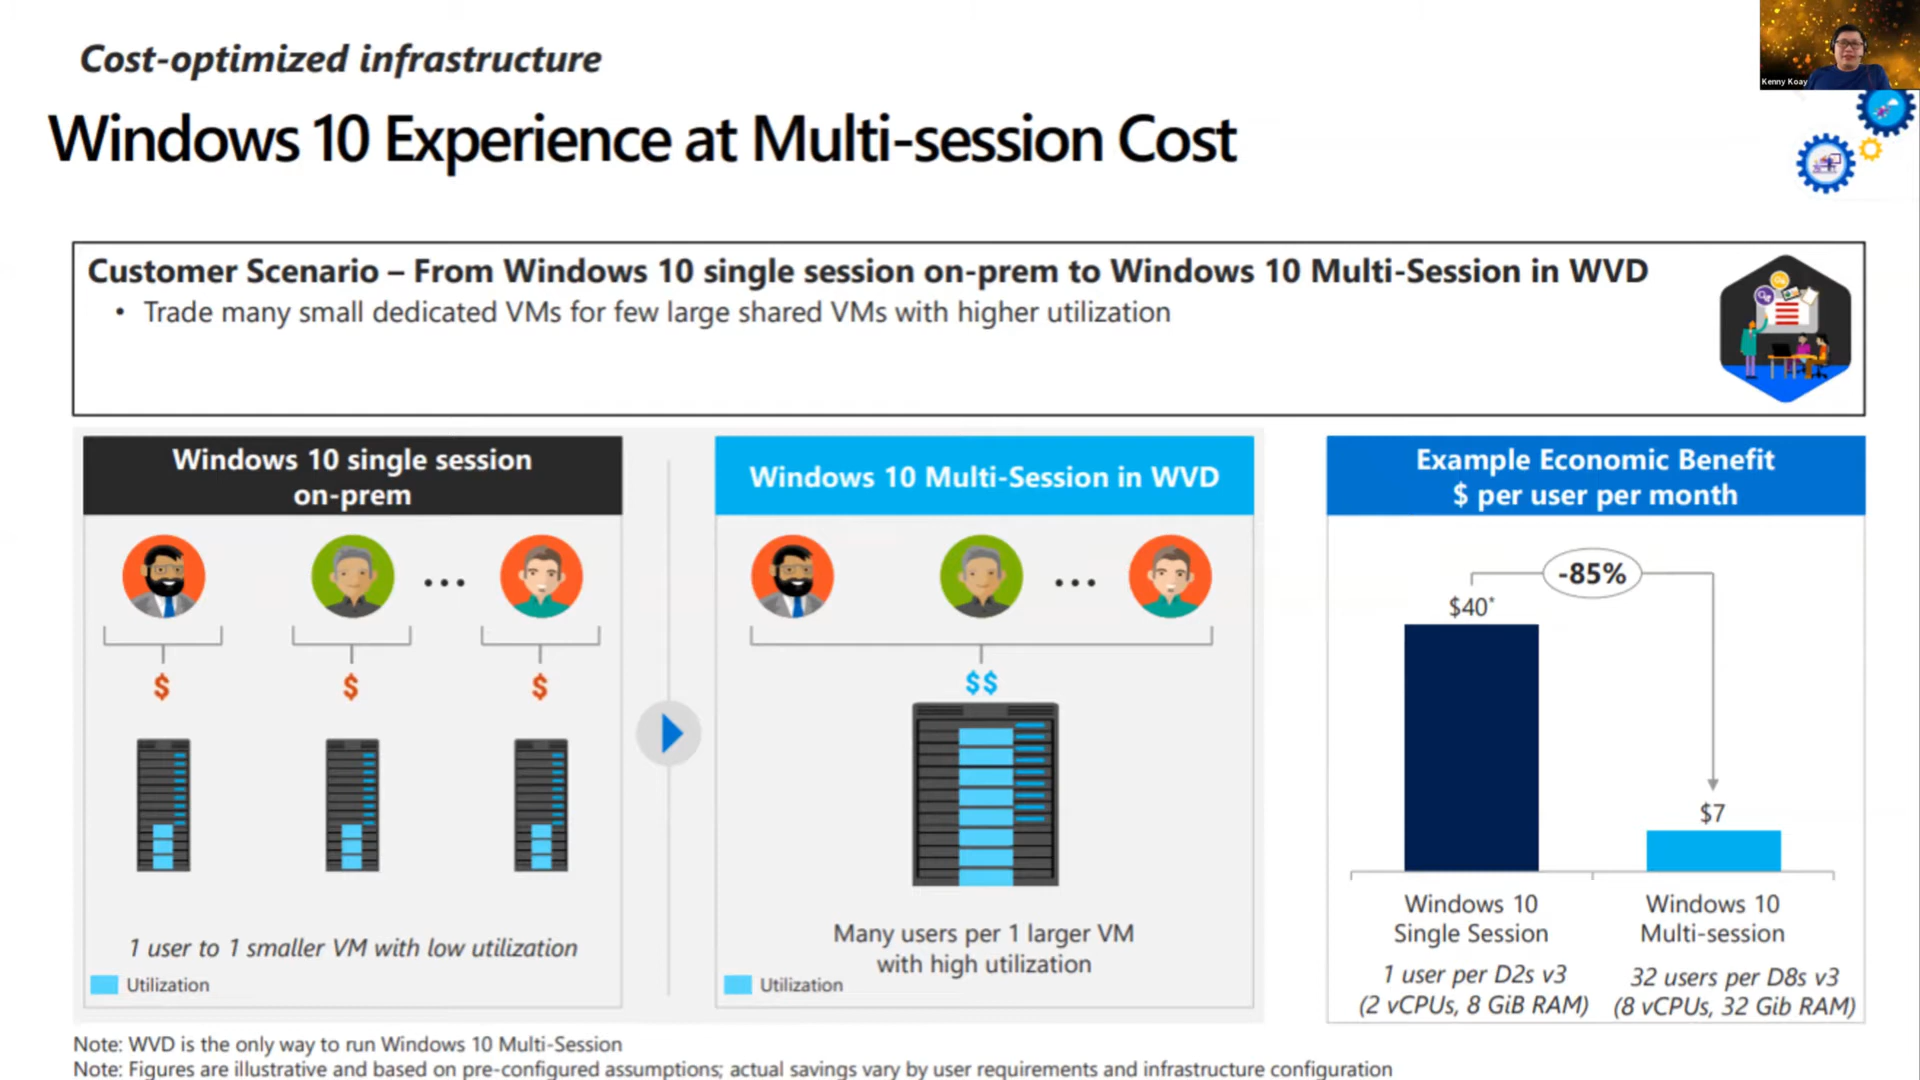 Cost-optimized infrastructure
Kenny Koay
Windows 10 Experience at Multi-session Cost
Customer Scenario – From Windows 10 single session on-prem to Windows 10 Multi-Session in WVD
• Trade many small dedicated VMs for few large shared VMs with higher utilization
Windows 10 single session
on-prem
$ $ $
1 user to 1 smaller VM with low utilization
Utilization
Windows 10 Multi-Session in WVD
$$
Many users per 1 larger VM
with high utilization
Utilization
Example Economic Benefit
$ per user per month
-85%
$40*
$7
Windows 10
Single Session
1 user per D2s v3
(2 vCPUs, 8 GiB RAM)
Windows 10
Multi-session
32 users per D8s v3
(8 vCPUs, 32 Gib RAM)
Note: WVD is the only way to run Windows 10 Multi-Session
Note: Figures are illustrative and based on pre-configured assumptions; actual savings vary by user requirements and infrastructure configuration